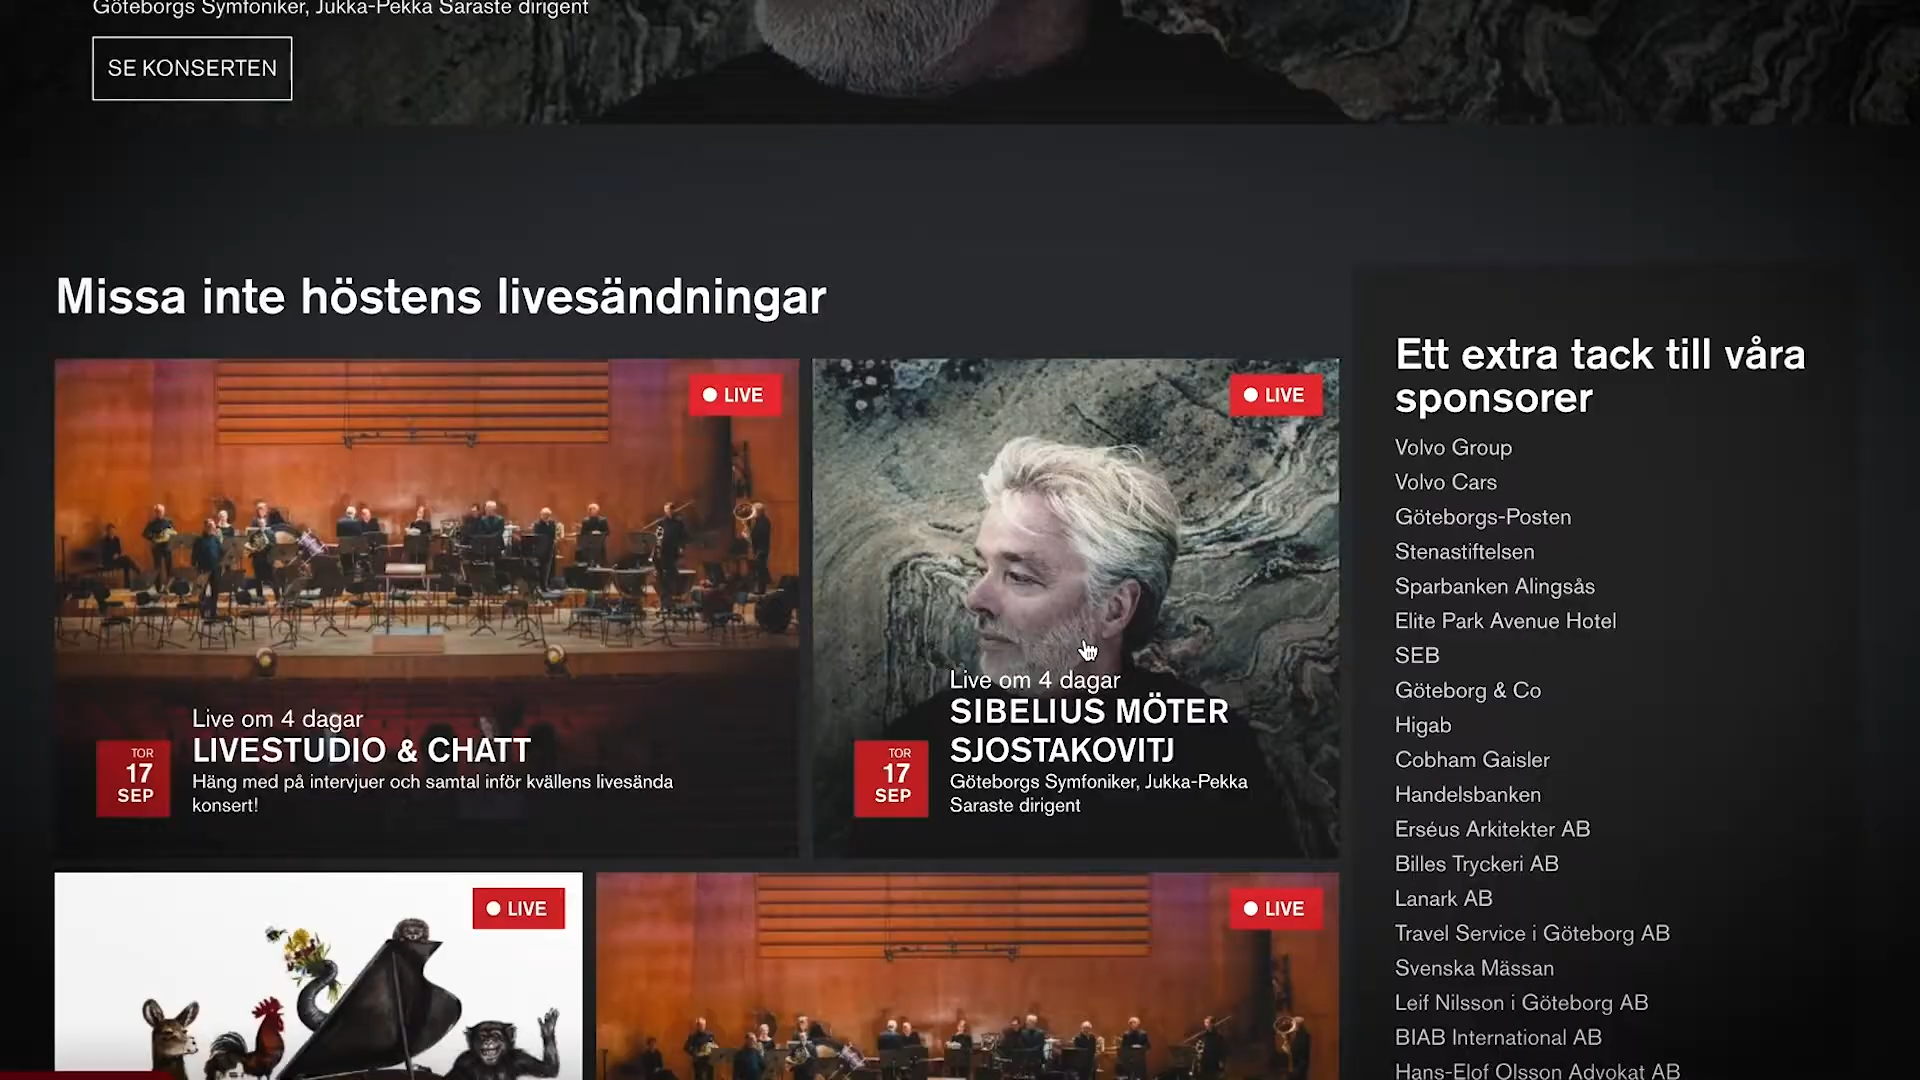 Göteborgs Symfoniker, Jukka-Pekka Saraste dirigent
SE KONSERTEN
Missa inte höstens livesändningar
LIVE
Live om 4 dagar
TOR
17
SEP
LIVESTUDIO & CHATT
Häng med på intervjuer och samtal inför kvällens livesända
konsert!
LIVE
Live om 4 dagar
TOR
17
SEP
SIBELIUS MÖTER
SJOSTAKOVITJ
Göteborgs Symfoniker, Jukka-Pekka
Saraste dirigent
LIVE
LIVE
Ett extra tack till våra
sponsorer
Volvo Group
Volvo Cars
Göteborgs-Posten
Stenastiftelsen
Sparbanken Alingsås
Elite Park Avenue Hotel
SEB
Göteborg & Co
Higab
Cobham Gaisler
Handelsbanken
Erséus Arkitekter AB
Billes Tryckeri AB
Lanark AB
Travel Service i Göteborg AB
Svenska Mässan
Leif Nilsson i Göteborg AB
BIAB International AB
Hans-Elof Olsson Advokat AB